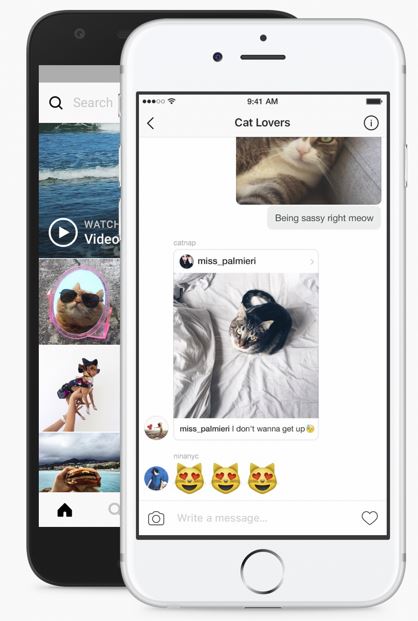 Search
WATCH
Video
9:41 AM
Cat Lovers
Being sassy right meow
catnap
miss_palmieri
miss_palmieri I don't wanna get up😴
ninanyc
😻 😻 😻
Write a message...